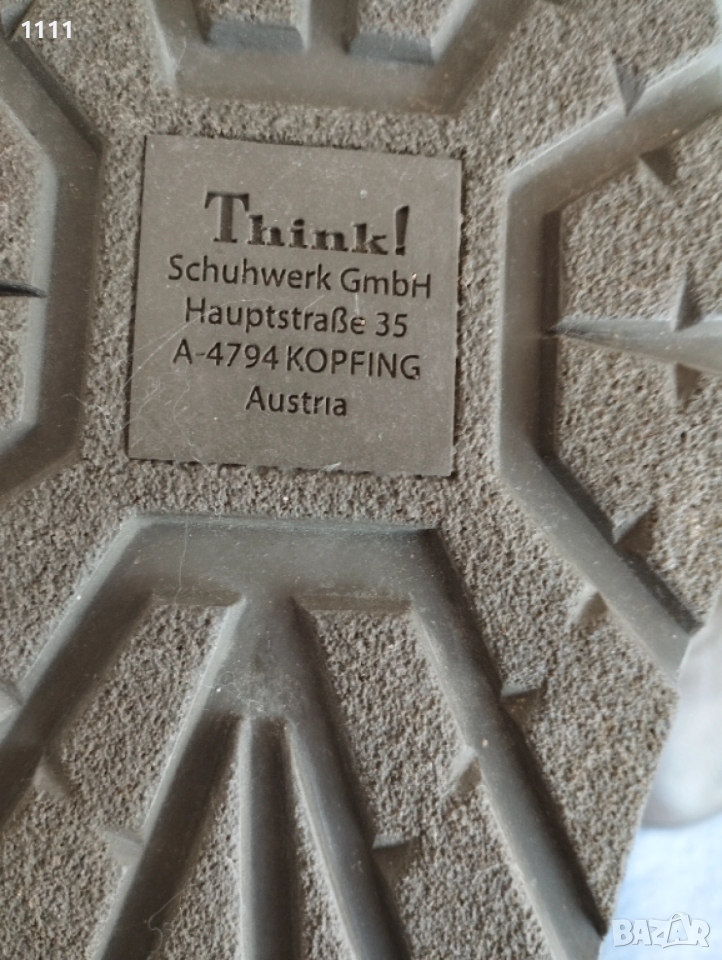 1111
Think!
Schuhwerk GmbH
Hauptstraße 35
A-4794 KOPFING
Austria
BAZAR